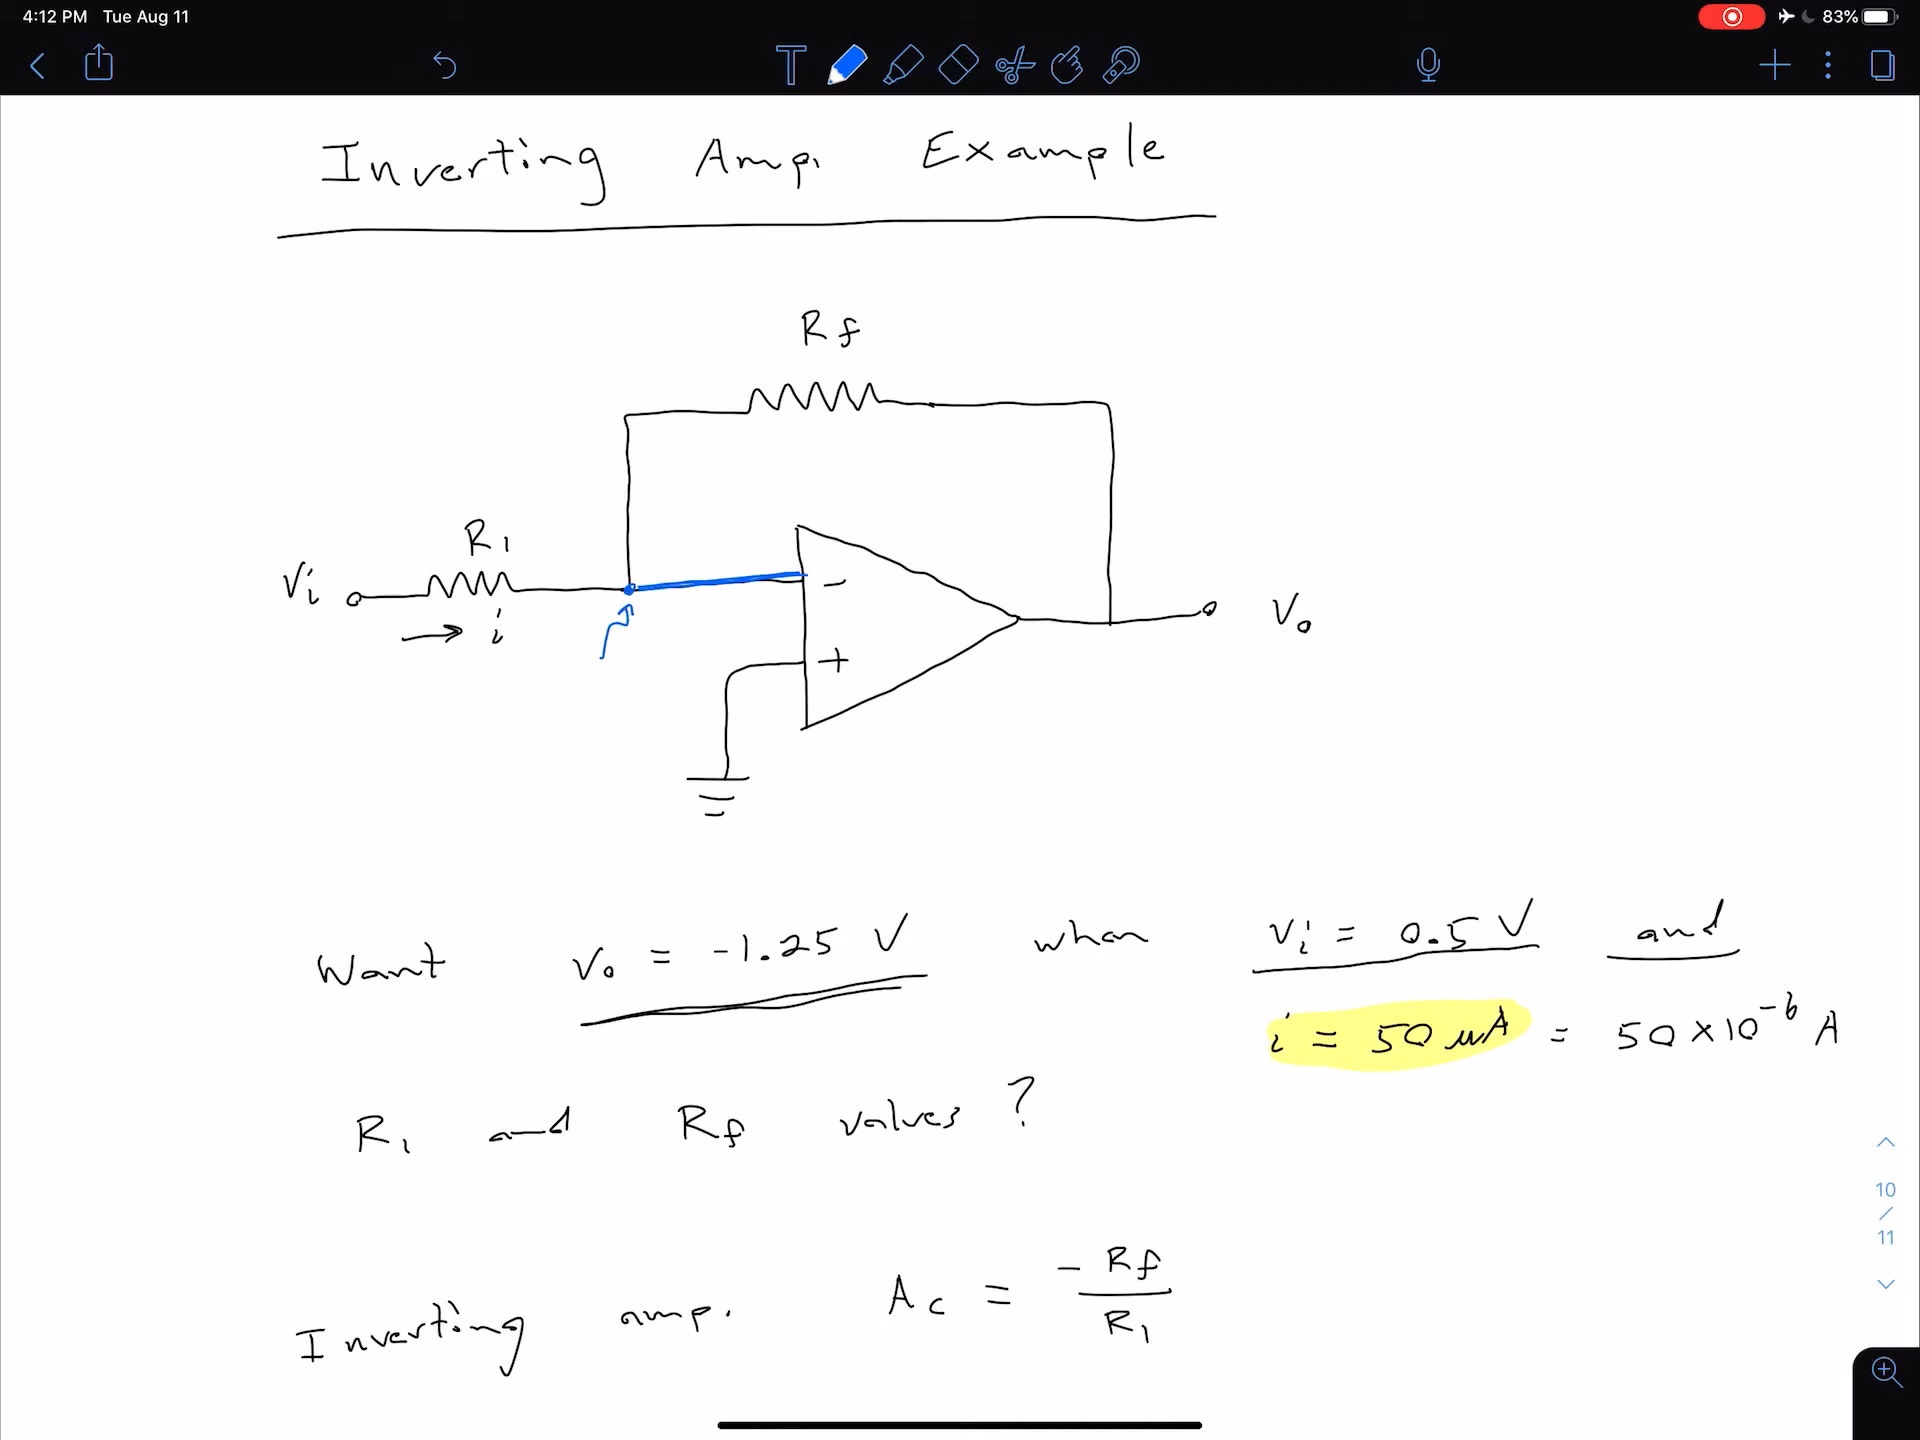 4:12 PM Tue Aug 11
83%
T
Inverting Amp. Example
Rf
R1
Vi
i
-
+
Vo
Want Vo = -1.25 V when Vi = 0.5 V and
i = 50 μA = 50 × 10⁻⁶ A
R1 and Rf values ?
10
/
11
Inverting amp. Ac = -Rf/R1